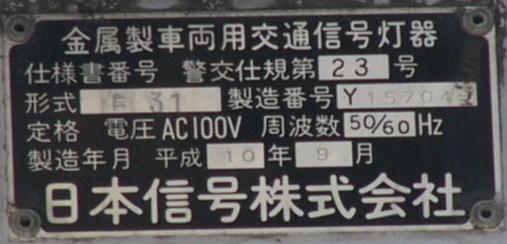 金属製車両用交通信号灯器
仕様書番号 警交仕規第 23 号
形式 31 製造番号 Y
定格 電圧 AC100V 周波数 50/60 Hz
製造年月 平成 10 年 9 月
日本信号株式会社